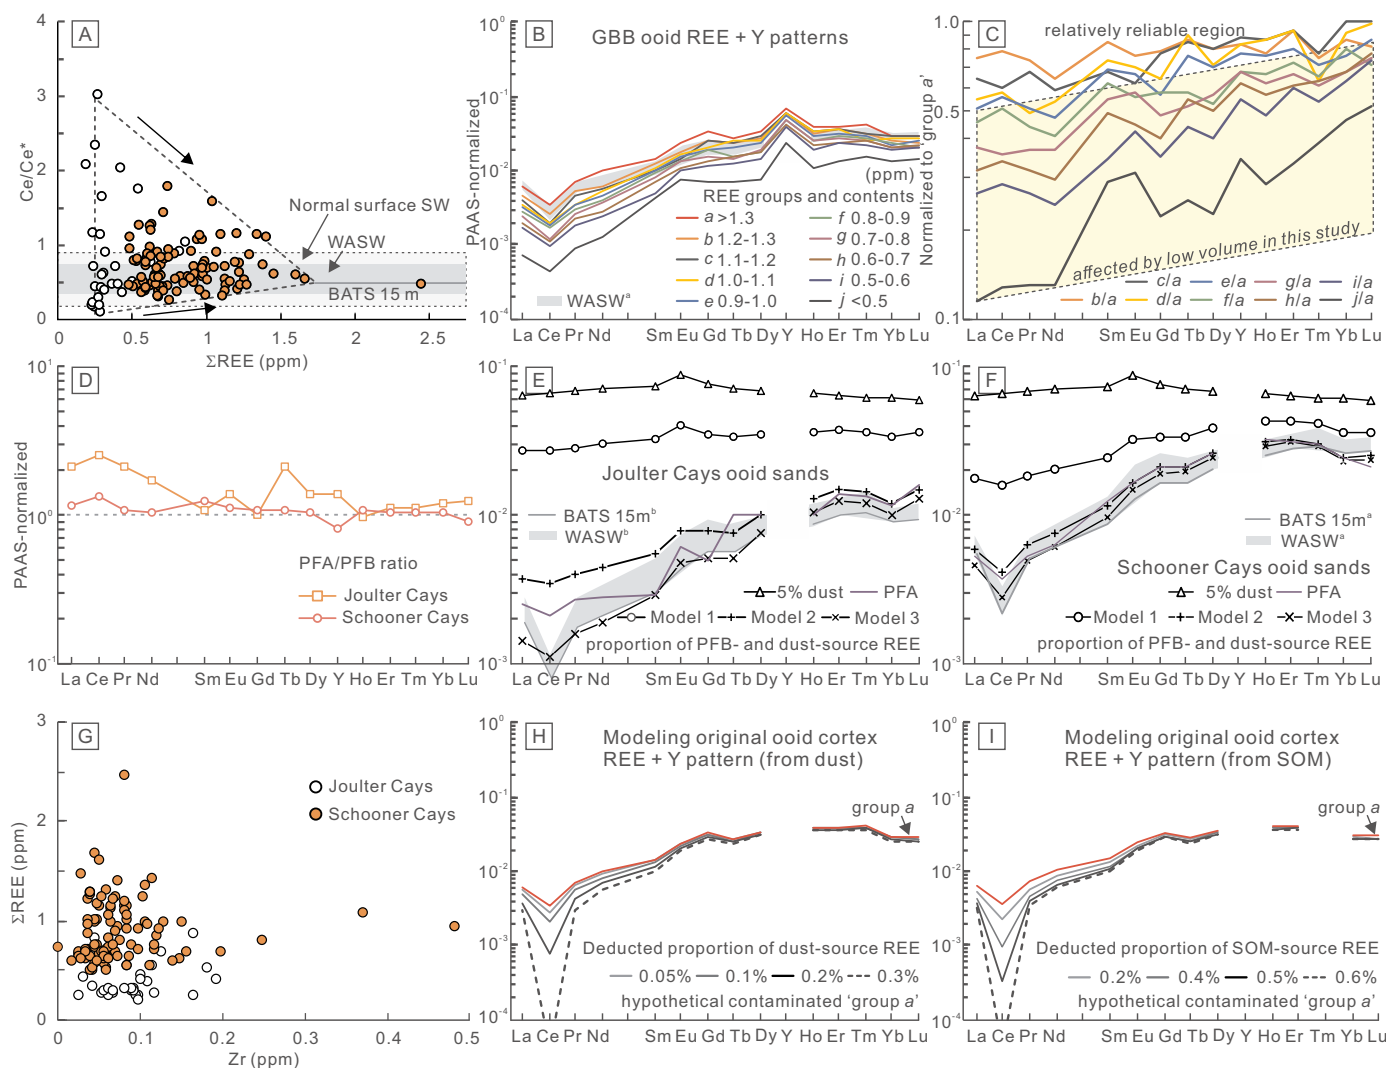 A
4
3
2
1
0
Ce/Ce*
Normal surface SW
WASW
BATS 15 m
0
0.5
1
1.5
2
2.5
ΣREE (ppm)
B
GBB ooid REE + Y patterns
10⁰
10⁻¹
10⁻²
10⁻³
10⁻⁴
PAAS-normalized
(ppm)
REE groups and contents
a >1.3
f 0.8-0.9
b 1.2-1.3
g 0.7-0.8
c 1.1-1.2
h 0.6-0.7
d 1.0-1.1
i 0.5-0.6
e 0.9-1.0
j <0.5
WASWᵃ
La Ce Pr Nd Sm Eu Gd Tb Dy Y Ho Er Tm Yb Lu
C
relatively reliable region
1.0
0.5
0.1
Normalized to 'group a'
affected by low volume in this study
c/a e/a g/a i/a
b/a d/a f/a h/a j/a
La Ce Pr Nd Sm Eu Gd Tb Dy Y Ho Er Tm Yb Lu
D
10¹
10⁰
10⁻¹
PAAS-normalized
PFA/PFB ratio
Joulter Cays
Schooner Cays
La Ce Pr Nd Sm Eu Gd Tb Dy Y Ho Er Tm Yb Lu
E
10⁻¹
10⁻²
10⁻³
Joulter Cays ooid sands
BATS 15mᵇ
WASWᵇ
5% dust
PFA
Model 1
Model 2
Model 3
proportion of PFB- and dust-source REE
La Ce Pr Nd Sm Eu Gd Tb Dy Y Ho Er Tm Yb Lu
F
10⁻¹
10⁻²
10⁻³
BATS 15mᵃ
WASWᵃ
Schooner Cays ooid sands
5% dust
PFA
Model 1
Model 2
Model 3
proportion of PFB- and dust-source REE
La Ce Pr Nd Sm Eu Gd Tb Dy Y Ho Er Tm Yb Lu
G
3
2
1
0
ΣREE (ppm)
Joulter Cays
Schooner Cays
0
0.1
0.2
0.3
0.4
0.5
Zr (ppm)
H
Modeling original ooid cortex
REE + Y pattern (from dust)
10⁰
10⁻¹
10⁻²
10⁻³
10⁻⁴
group a
Deducted proportion of dust-source REE
0.05% 0.1% 0.2% 0.3%
hypothetical contaminated 'group a'
La Ce Pr Nd Sm Eu Gd Tb Dy Y Ho Er Tm Yb Lu
I
Modeling original ooid cortex
REE + Y pattern (from SOM)
10⁰
10⁻¹
10⁻²
10⁻³
10⁻⁴
group a
Deducted proportion of SOM-source REE
0.2% 0.4% 0.5% 0.6%
hypothetical contaminated 'group a'
La Ce Pr Nd Sm Eu Gd Tb Dy Y Ho Er Tm Yb Lu